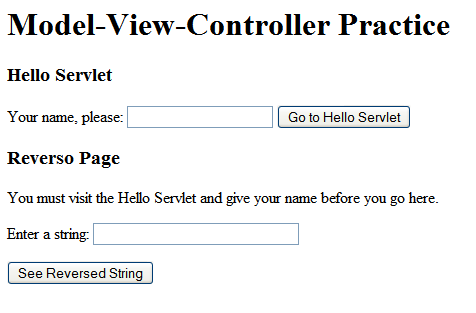 Model-View-Controller Practice
Hello Servlet
Your name, please: Go to Hello Servlet
Reverso Page
You must visit the Hello Servlet and give your name before you go here.
Enter a string:
See Reversed String